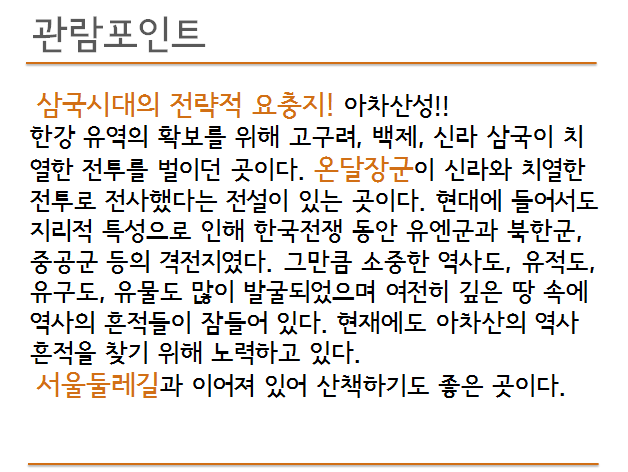 관람포인트
삼국시대의 전략적 요충지! 아차산성!!
한강 유역의 확보를 위해 고구려, 백제, 신라 삼국이 치
열한 전투를 벌이던 곳이다. 온달장군이 신라와 치열한
전투로 전사했다는 전설이 있는 곳이다. 현대에 들어서도
지리적 특성으로 인해 한국전쟁 동안 유엔군과 북한군,
중공군 등의 격전지였다. 그만큼 소중한 역사도, 유적도,
유구도, 유물도 많이 발굴되었으며 여전히 깊은 땅 속에
역사의 흔적들이 잠들어 있다. 현재에도 아차산의 역사
흔적을 찾기 위해 노력하고 있다.
서울둘레길과 이어져 있어 산책하기도 좋은 곳이다.